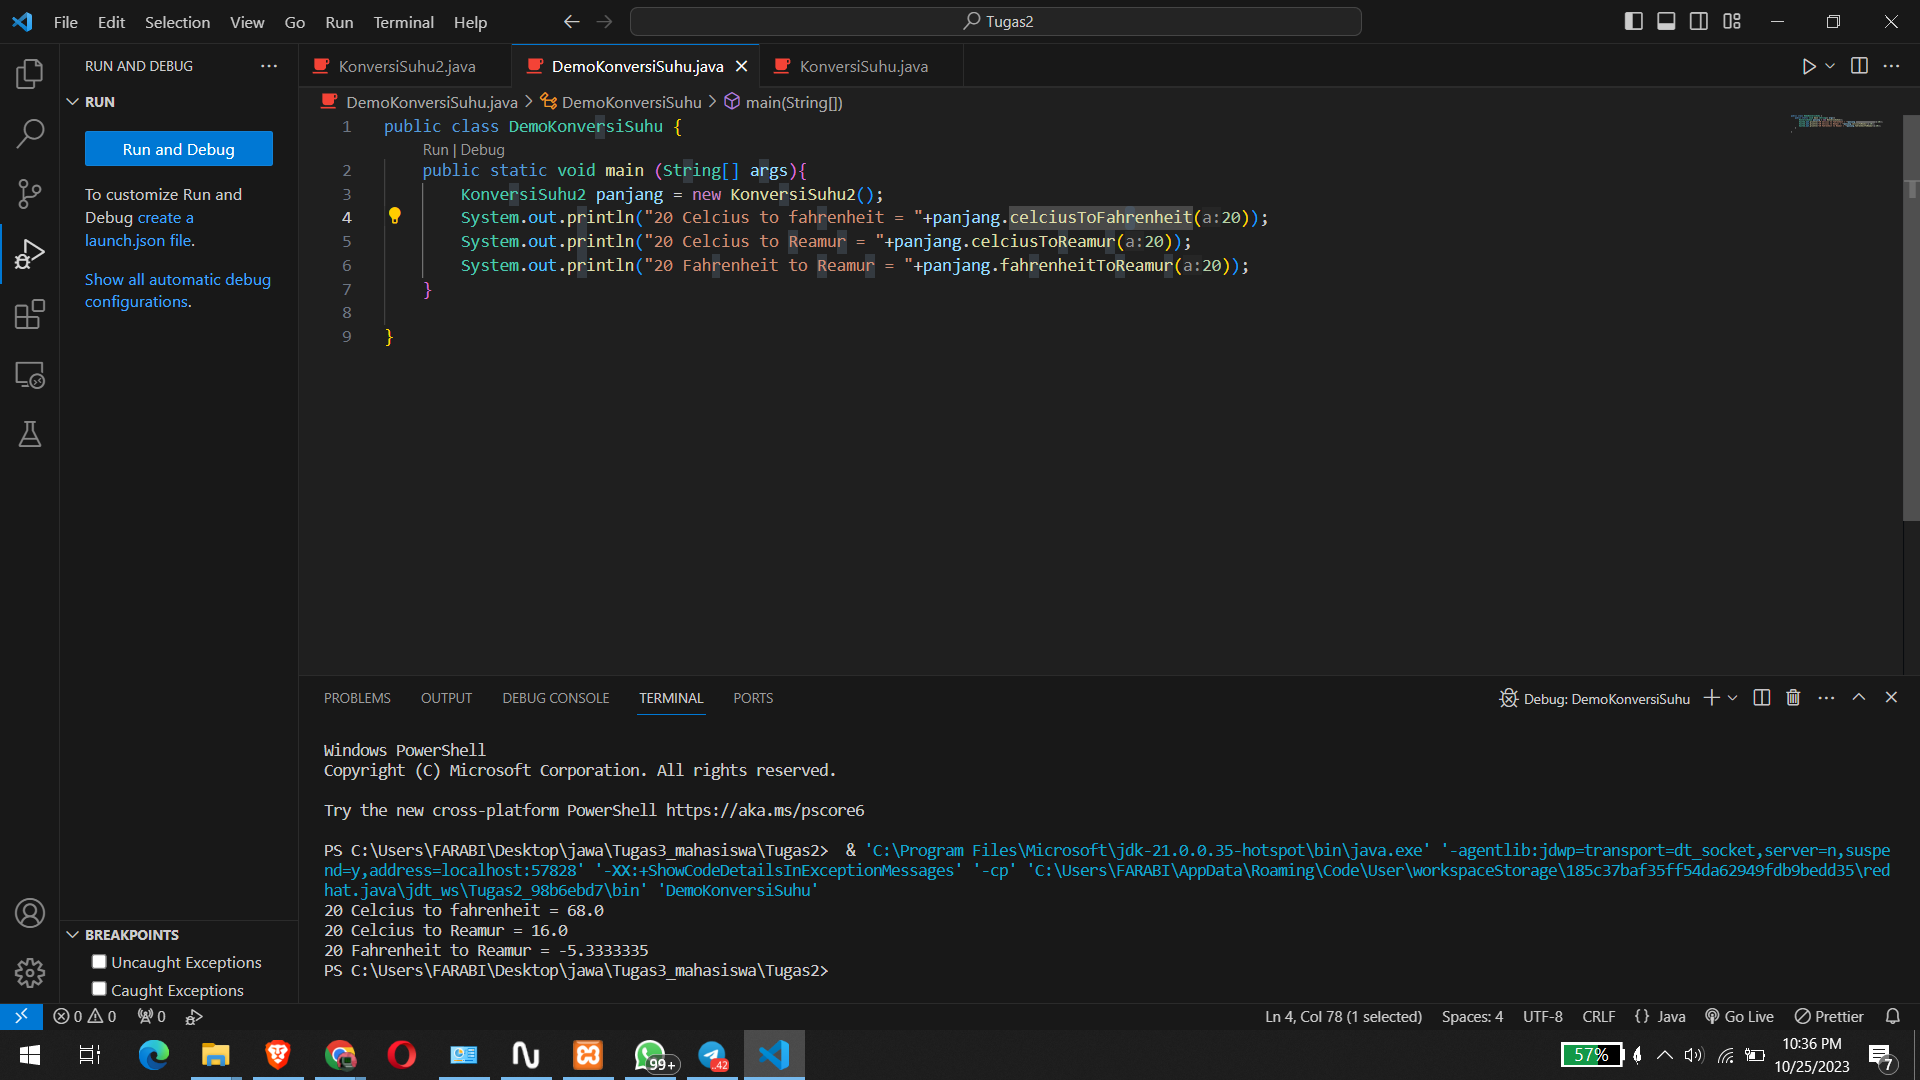 File Edit Selection View Go Run Terminal Help
Tugas2
RUN AND DEBUG
KonversiSuhu2.java
DemoKonversiSuhu.java
KonversiSuhu.java
RUN
Run and Debug
To customize Run and
Debug create a
launch.json file.
Show all automatic debug
configurations.
DemoKonversiSuhu.java > DemoKonversiSuhu > main(String[])
1 public class DemoKonversiSuhu {
Run | Debug
2 public static void main (String[] args){
3 KonversiSuhu2 panjang = new KonversiSuhu2();
4 System.out.println("20 Celcius to fahrenheit = "+panjang.celciusToFahrenheit(a:20));
5 System.out.println("20 Celcius to Reamur = "+panjang.celciusToReamur(a:20));
6 System.out.println("20 Fahrenheit to Reamur = "+panjang.fahrenheitToReamur(a:20));
7 }
8
9 }
PROBLEMS OUTPUT DEBUG CONSOLE TERMINAL PORTS
Debug: DemoKonversiSuhu
Windows PowerShell
Copyright (C) Microsoft Corporation. All rights reserved.
Try the new cross-platform PowerShell https://aka.ms/pscore6
PS C:\Users\FARABI\Desktop\jawa\Tugas3_mahasiswa\Tugas2>  & 'C:\Program Files\Microsoft\jdk-21.0.0.35-hotspot\bin\java.exe' '-agentlib:jdwp=transport=dt_socket,server=n,suspe
nd=y,address=localhost:57828' '-XX:+ShowCodeDetailsInExceptionMessages' '-cp' 'C:\Users\FARABI\AppData\Roaming\Code\User\workspaceStorage\185c37baf35ff54da62949fdb9bedd35\red
hat.java\jdt_ws\Tugas2_98b6ebd7\bin' 'DemoKonversiSuhu'
20 Celcius to fahrenheit = 68.0
20 Celcius to Reamur = 16.0
20 Fahrenheit to Reamur = -5.3333335
PS C:\Users\FARABI\Desktop\jawa\Tugas3_mahasiswa\Tugas2>
BREAKPOINTS
Uncaught Exceptions
Caught Exceptions
0 0 0
Ln 4, Col 78 (1 selected) Spaces: 4 UTF-8 CRLF {} Java Go Live Prettier
99+
42
57%
10:36 PM
10/25/2023
7